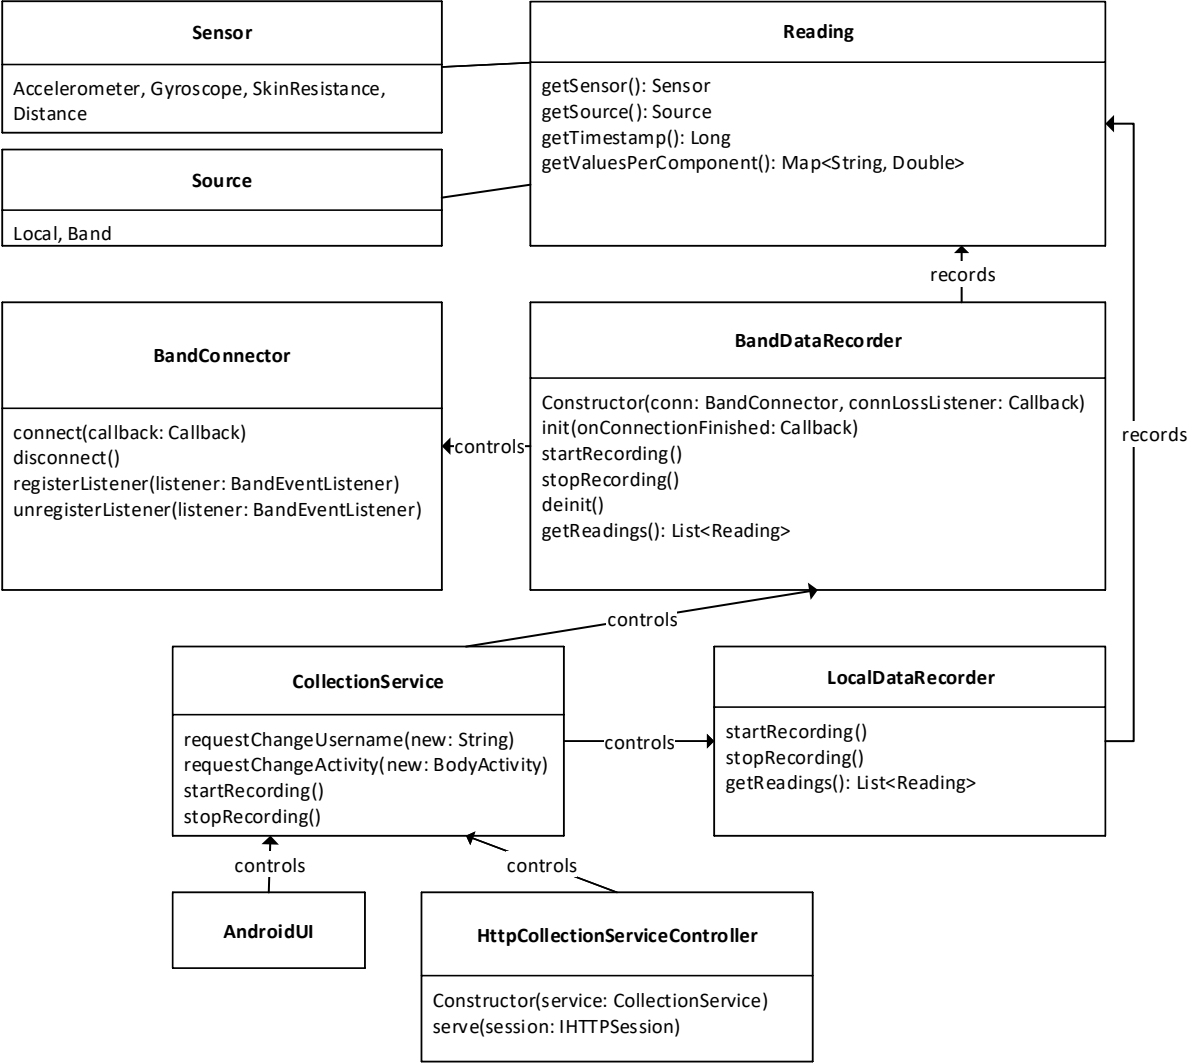 Sensor
Accelerometer, Gyroscope, SkinResistance,
Distance
Reading
getSensor(): Sensor
getSource(): Source
getTimestamp(): Long
getValuesPerComponent(): Map<String, Double>
Source
Local, Band
records
BandConnector
connect(callback: Callback)
disconnect()
registerListener(listener: BandEventListener)
unregisterListener(listener: BandEventListener)
controls
BandDataRecorder
Constructor(conn: BandConnector, connLossListener: Callback)
init(onConnectionFinished: Callback)
startRecording()
stopRecording()
deinit()
getReadings(): List<Reading>
records
controls
CollectionService
requestChangeUsername(new: String)
requestChangeActivity(new: BodyActivity)
startRecording()
stopRecording()
controls
LocalDataRecorder
startRecording()
stopRecording()
getReadings(): List<Reading>
controls
controls
AndroidUI
HttpCollectionServiceController
Constructor(service: CollectionService)
serve(session: IHTTPSession)